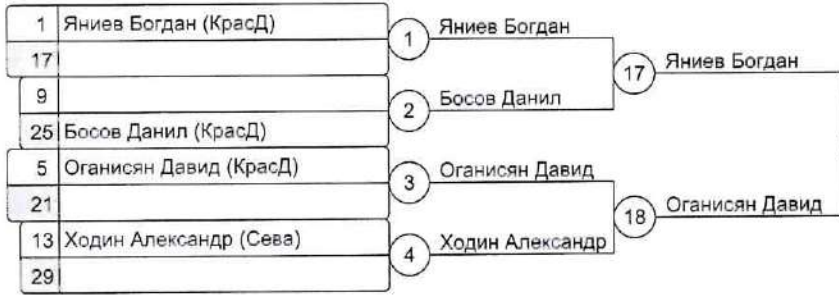 1 Яниев Богдан (КрасД)
17
9
25 Босов Данил (КрасД)
5 Оганисян Давид (КрасД)
21
13 Ходин Александр (Сева)
29
1 Яниев Богдан
2 Босов Данил
3 Оганисян Давид
4 Ходин Александр
17 Яниев Богдан
18 Оганисян Давид